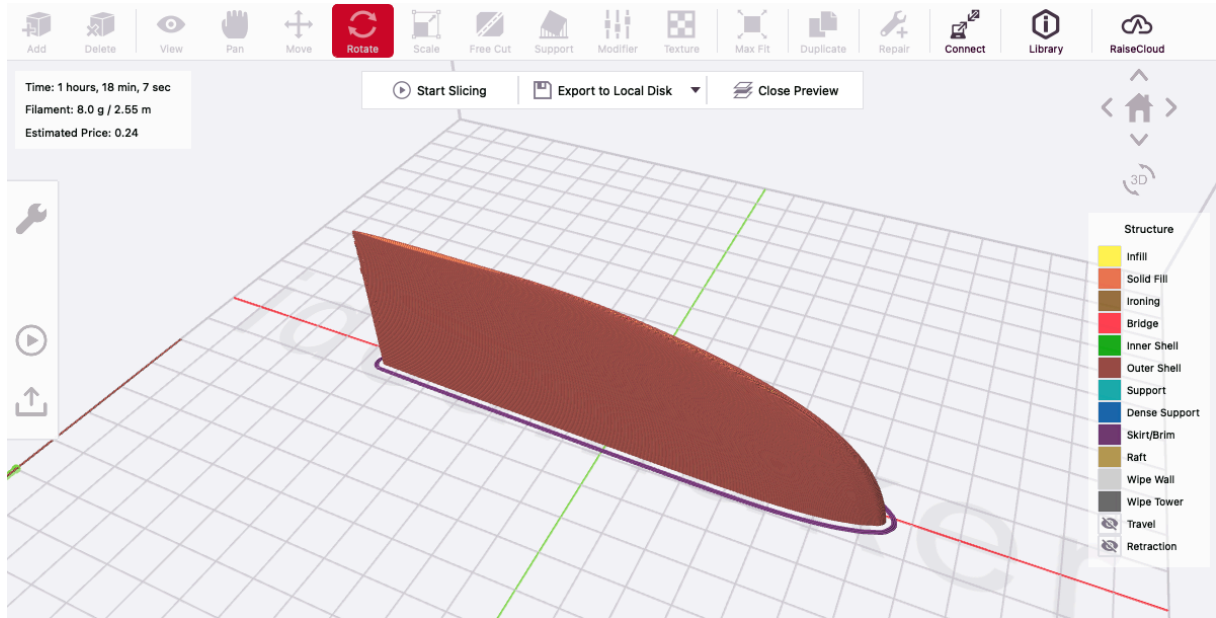 Add Delete View Pan Move Rotate Scale Free Cut Support Modifier Texture Max Fit Duplicate Repair Connect Library RaiseCloud
Time: 1 hours, 18 min, 7 sec
Filament: 8.0 g / 2.55 m
Estimated Price: 0.24
Start Slicing Export to Local Disk Close Preview
3D
Structure
Infill
Solid Fill
Ironing
Bridge
Inner Shell
Outer Shell
Support
Dense Support
Skirt/Brim
Raft
Wipe Wall
Wipe Tower
Travel
Retraction